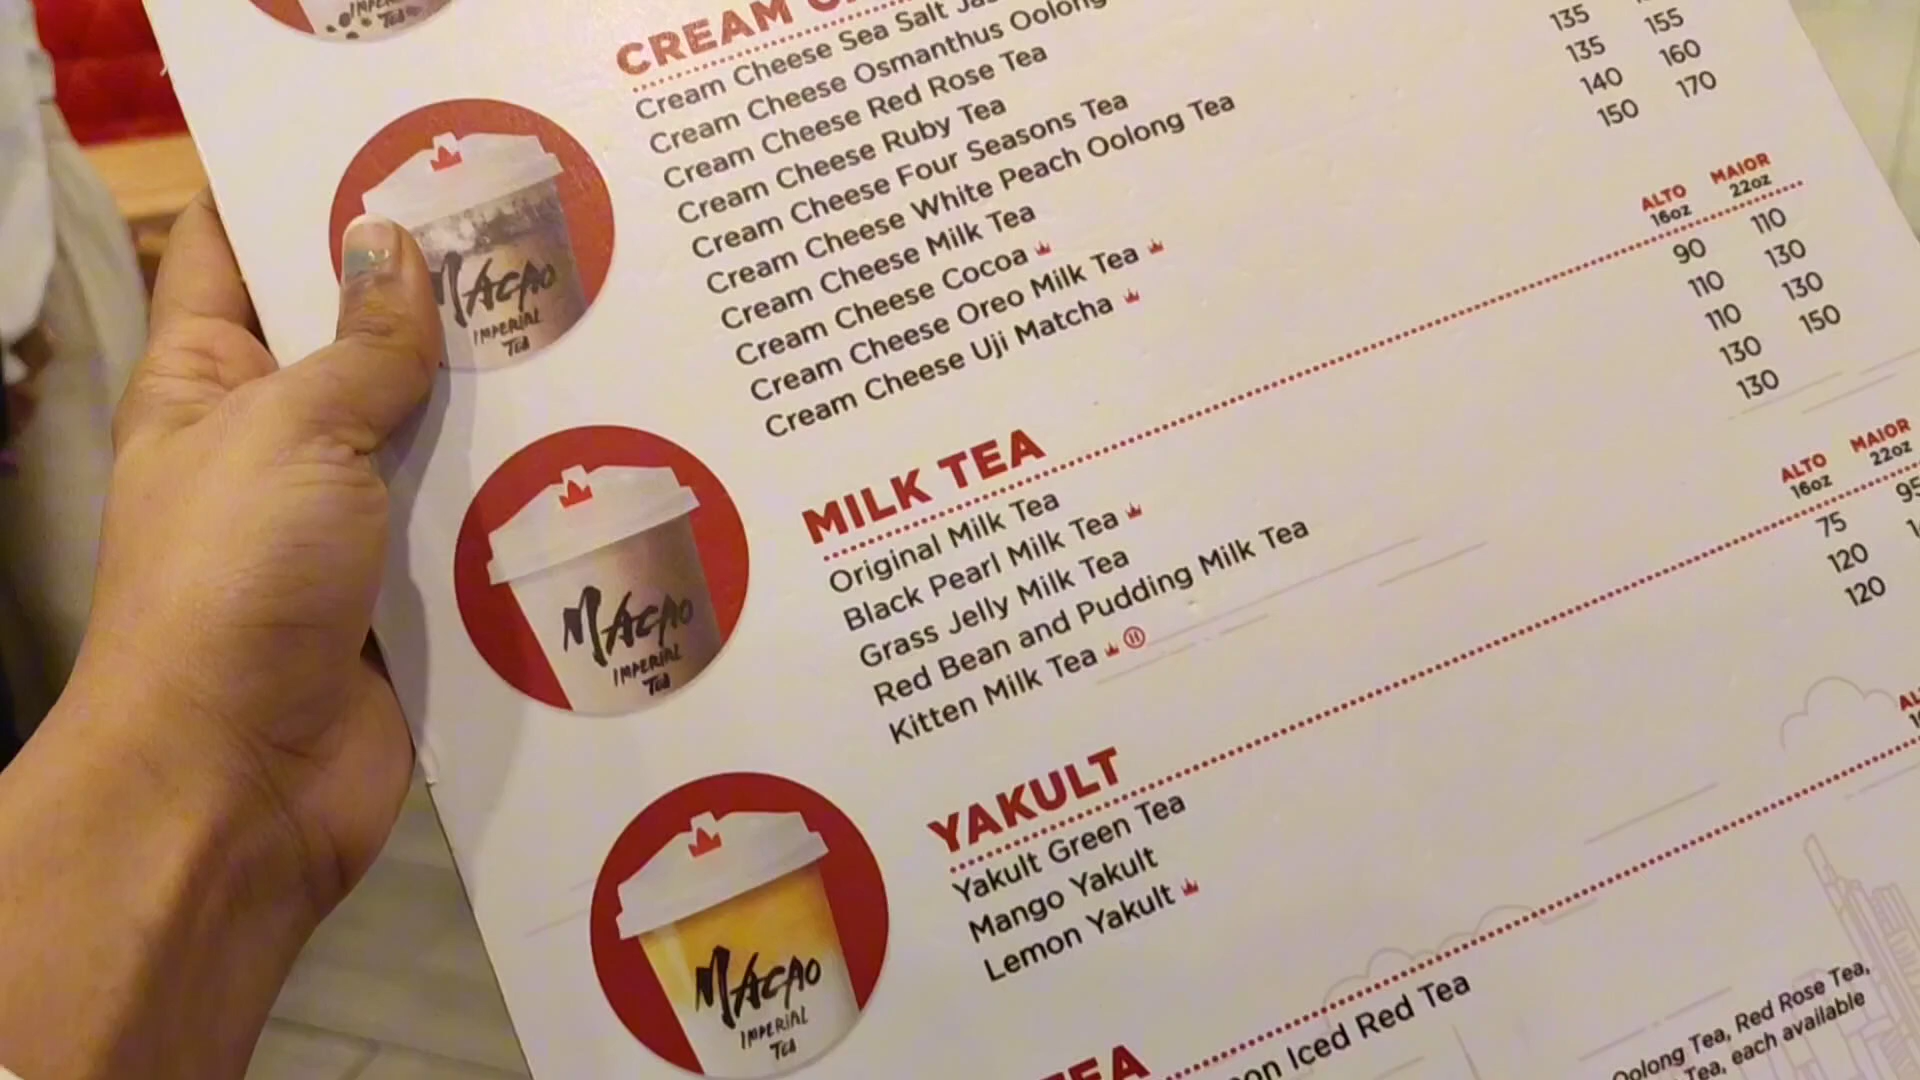 IMPERIAL
TEA
CREAM
Cream Cheese Sea Salt
Cream Cheese Osmanthus Oolong
Cream Cheese Red Rose Tea
Cream Cheese Ruby Tea
Cream Cheese Four Seasons Tea
Cream Cheese White Peach Oolong Tea
Cream Cheese Milk Tea 135
Cream Cheese Cocoa 135 155
Cream Cheese Oreo Milk Tea 140 160
Cream Cheese Uji Matcha 150 170
MACAO
IMPERIAL
TEA
MILK TEA
ALTO MAIOR
16oz 22oz
Original Milk Tea 90 110
Black Pearl Milk Tea 110 130
Grass Jelly Milk Tea 110 130
Red Bean and Pudding Milk Tea 130 150
Kitten Milk Tea H 130
MACAO
IMPERIAL
TEA
YAKULT
ALTO MAIOR
16oz 22oz
Yakult Green Tea 75 95
Mango Yakult 120
Lemon Yakult 120
MACAO
IMPERIAL
TEA
Iced Red Tea
Oolong Tea, Red Rose Tea,
Tea, each available